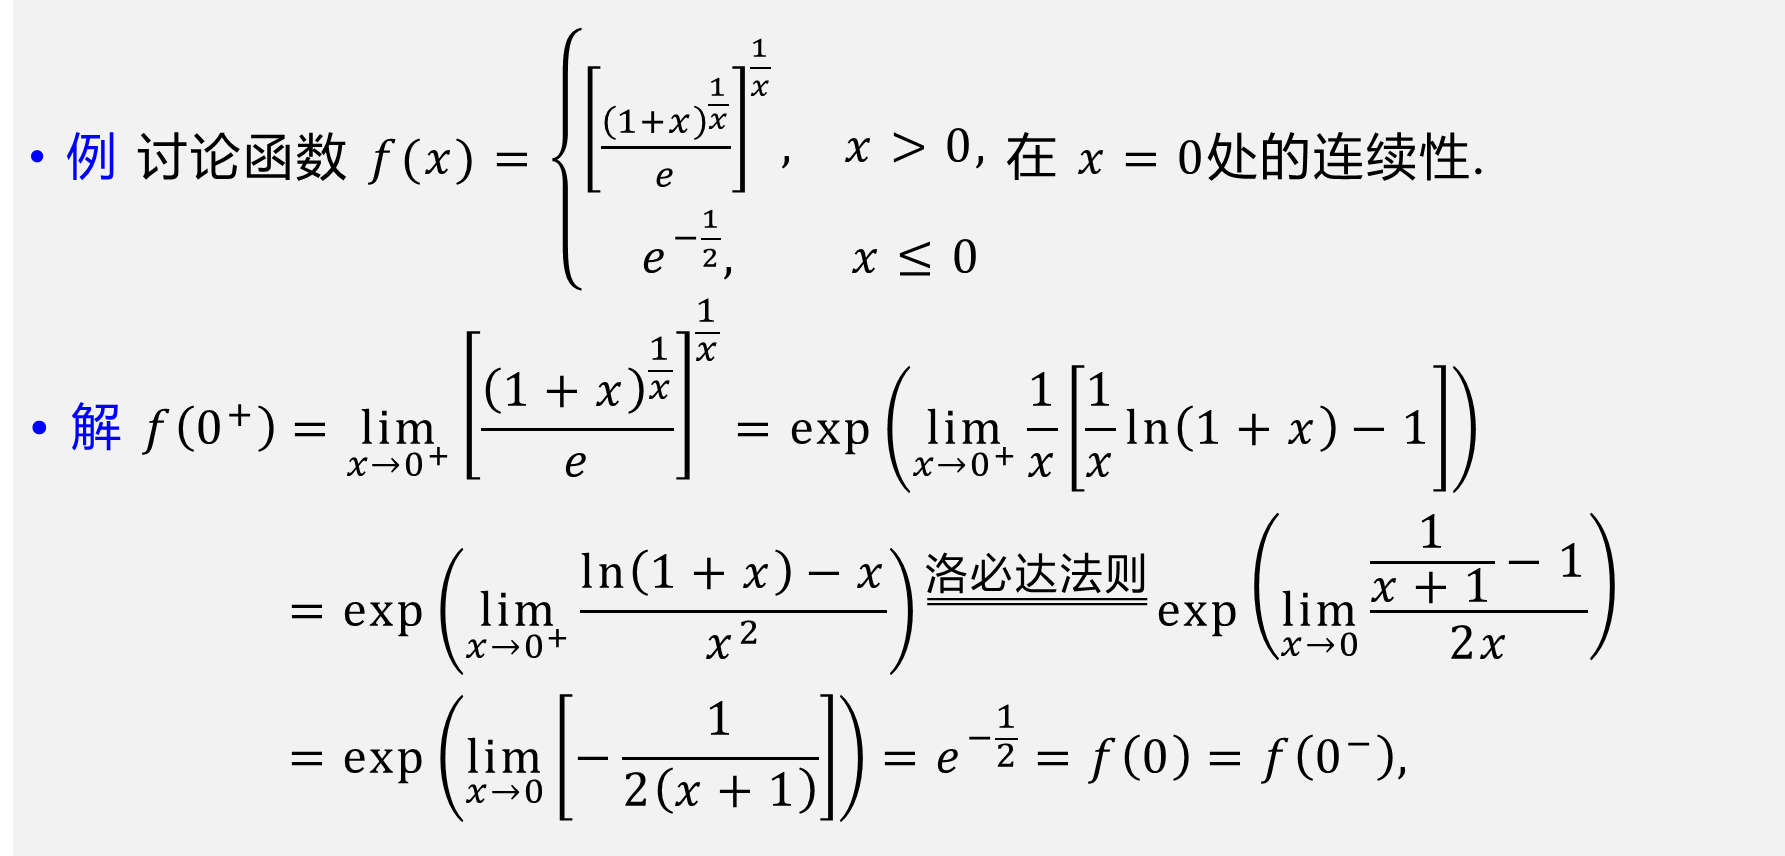 • 例 讨论函数 f(x) = { [(1+x)^{1/x} / e]^{1/x}, x > 0, 在 x = 0处的连续性.
e^{-1/2}, x ≤ 0
• 解 f(0⁺) = lim_{x→0⁺} [(1 + x)^{1/x} / e]^{1/x} = exp( lim_{x→0⁺} 1/x [1/x ln(1 + x) − 1] )
= exp( lim_{x→0⁺} (ln(1 + x) − x) / x² ) 洛必达法则 exp( lim_{x→0} (1/(x + 1) − 1) / 2x )
= exp( lim_{x→0} [− 1 / 2(x + 1)] ) = e^{-1/2} = f(0) = f(0⁻),